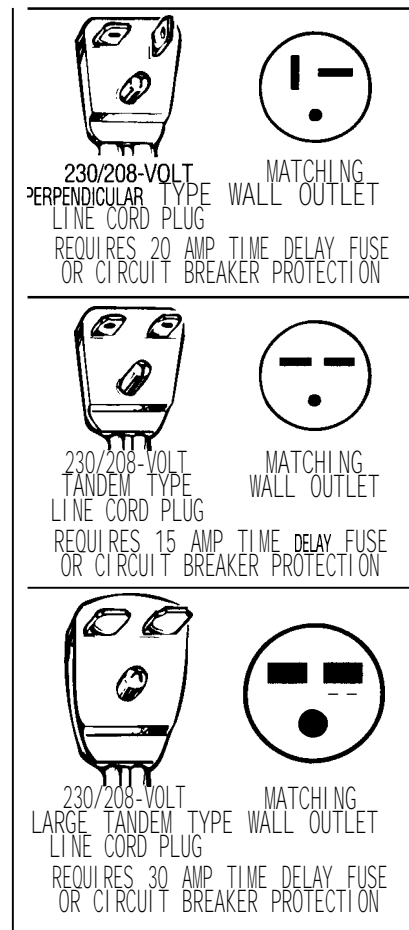 230/208-VOLT MATCHING
PERPENDICULAR TYPE WALL OUTLET
LINE CORD PLUG
REQUIRES 20 AMP TIME DELAY FUSE
OR CIRCUIT BREAKER PROTECTION
230/208-VOLT MATCHING
TANDEM TYPE WALL OUTLET
LINE CORD PLUG
REQUIRES 15 AMP TIME DELAY FUSE
OR CIRCUIT BREAKER PROTECTION
230/208-VOLT MATCHING
LARGE TANDEM TYPE WALL OUTLET
LINE CORD PLUG
REQUIRES 30 AMP TIME DELAY FUSE
OR CIRCUIT BREAKER PROTECTION